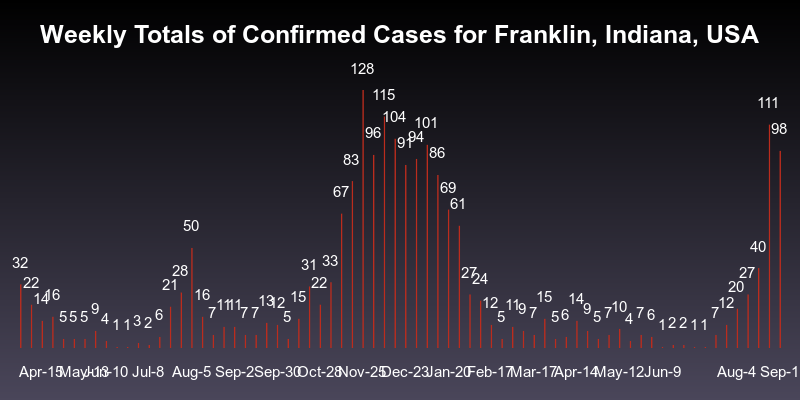 Weekly Totals of Confirmed Cases for Franklin, Indiana, USA
32 22 14 16 5 5 5 9 4 1 1 3 2 6 21 28 50 16 7 11 11 7 7 13 12 5 15 31 22 33 67 83 128 96 115 104 91 94 101 86 69 61 27 24 12 5 11 9 7 15 5 6 14 9 5 7 10 4 7 6 1 2 2 1 1 7 12 20 27 40 111 98
Apr-15 May-13 Jun-10 Jul-8 Aug-5 Sep-2 Sep-30 Oct-28 Nov-25 Dec-23 Jan-20 Feb-17 Mar-17 Apr-14 May-12 Jun-9 Aug-4 Sep-1